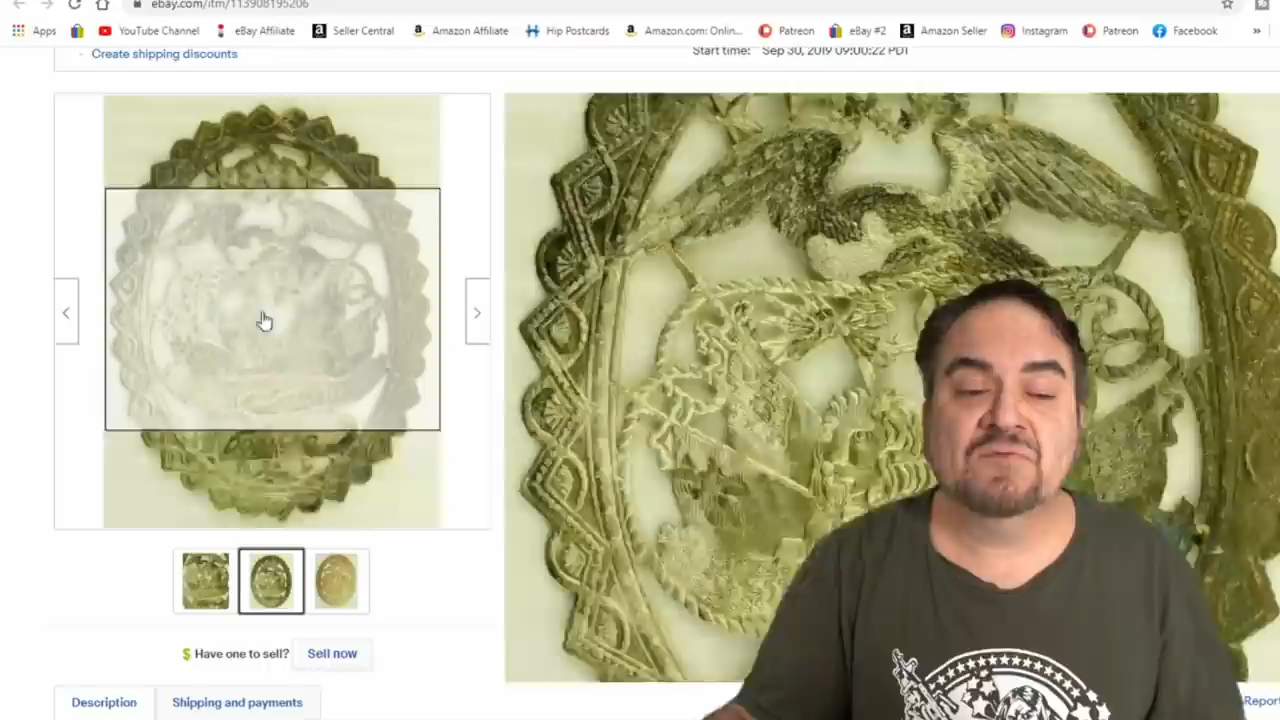 ebay.com/itm/113908195206
Apps YouTube Channel eBay Affiliate Seller Central Amazon Affiliate Hip Postcards Amazon.com: Onlin... Patreon eBay #2 Amazon Seller Instagram Patreon Facebook »
Create shipping discounts
Start time: Sep 30, 2019 09:00:22 PDT
$ Have one to sell? Sell now
Description Shipping and payments
Report